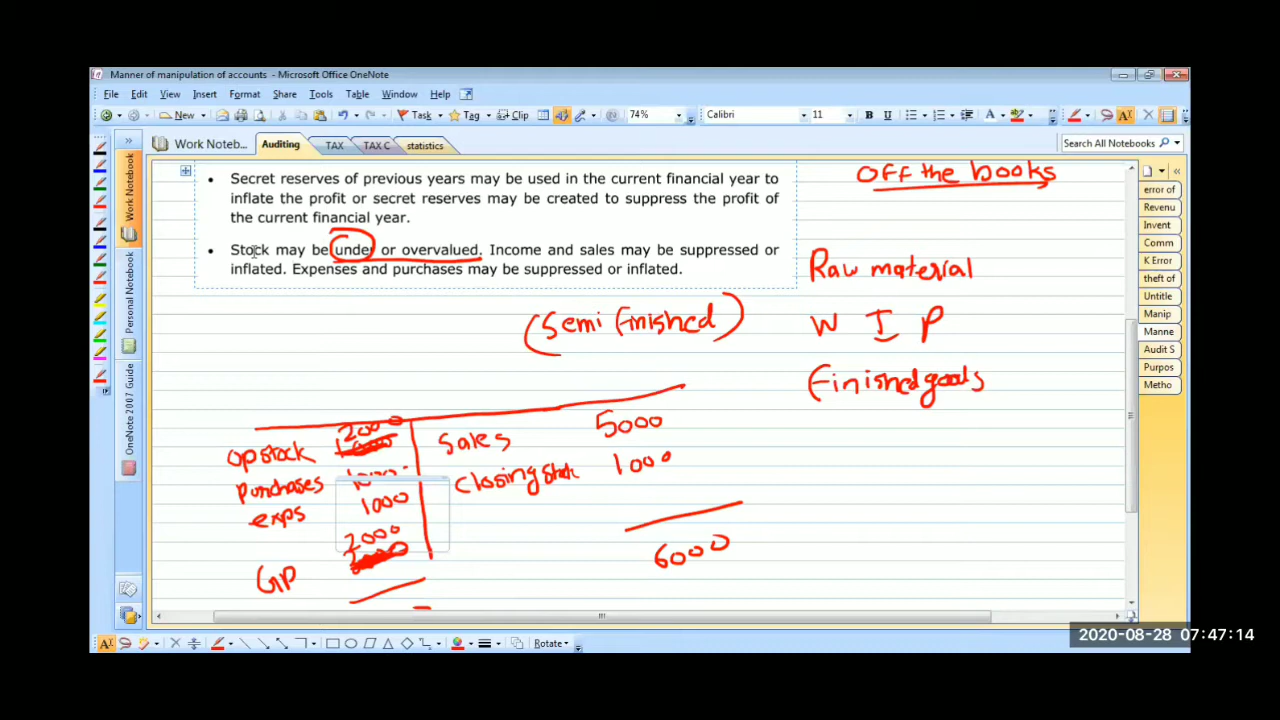 Manner of manipulation of accounts - Microsoft Office OneNote
File Edit View Insert Format Share Tools Table Window Help
New Task Tag Clip 74% Calibri 11 B U A
Work Noteb... Auditing TAX TAX C statistics Search All Notebooks
Work Notebook
Personal Notebook
OneNote 2007 Guide
Secret reserves of previous years may be used in the current financial year to
inflate the profit or secret reserves may be created to suppress the profit of
the current financial year.
Stock may be under or overvalued. Income and sales may be suppressed or
inflated. Expenses and purchases may be suppressed or inflated.
Off the books
Raw material
(Semi finished) W I P
Finished goods
Op stock 2000 Sales 5000
Purchases 1000 Closing stock 1000
exps 1000
2000 6000
GP
error of
Revenu
Invent
Comm
K Error
theft of
Untitle
Manip
Manne
Audit S
Purpos
Metho
Rotate
2020-08-28 07:47:14